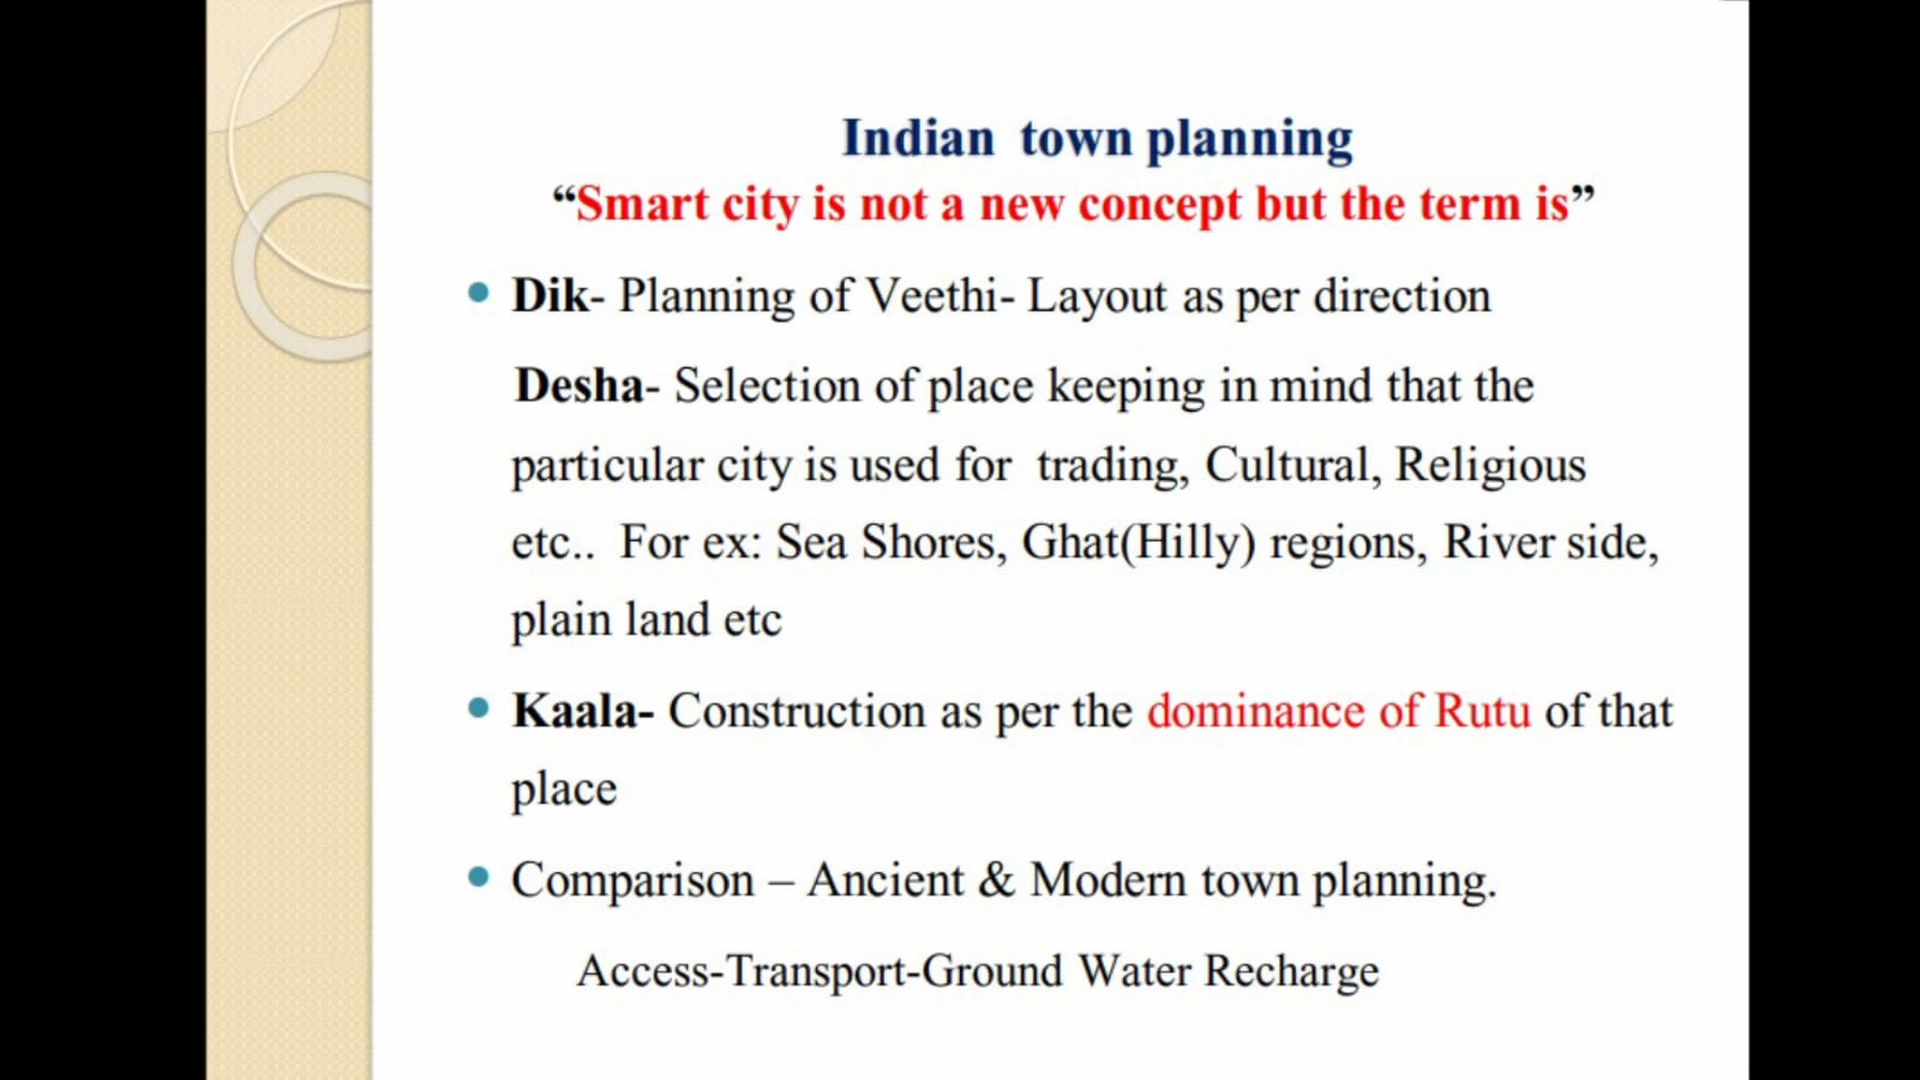 Indian town planning
“Smart city is not a new concept but the term is”
Dik- Planning of Veethi- Layout as per direction
Desha- Selection of place keeping in mind that the
particular city is used for trading, Cultural, Religious
etc.. For ex: Sea Shores, Ghat(Hilly) regions, River side,
plain land etc
Kaala- Construction as per the dominance of Rutu of that
place
Comparison – Ancient & Modern town planning.
Access-Transport-Ground Water Recharge